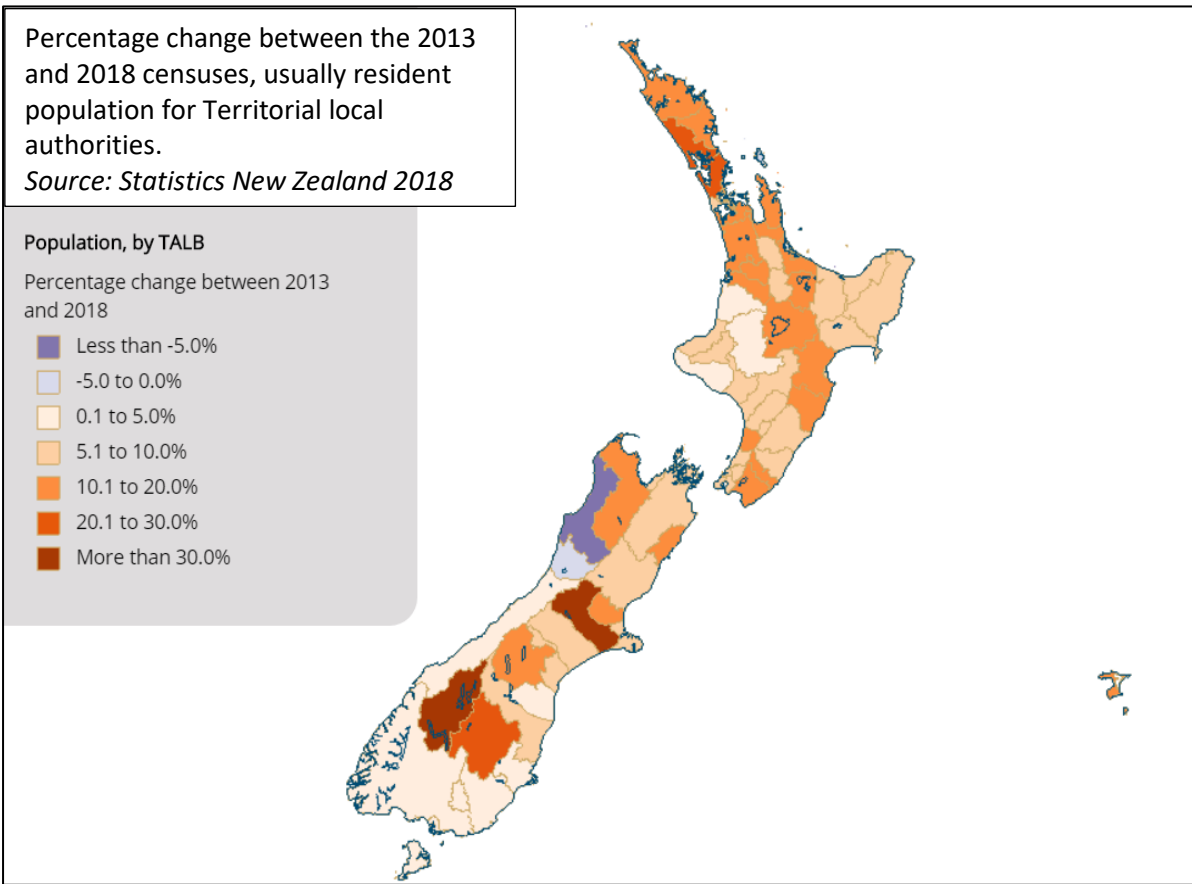 Percentage change between the 2013
and 2018 censuses, usually resident
population for Territorial local
authorities.
Source: Statistics New Zealand 2018
Population, by TALB
Percentage change between 2013
and 2018
Less than -5.0%
-5.0 to 0.0%
0.1 to 5.0%
5.1 to 10.0%
10.1 to 20.0%
20.1 to 30.0%
More than 30.0%